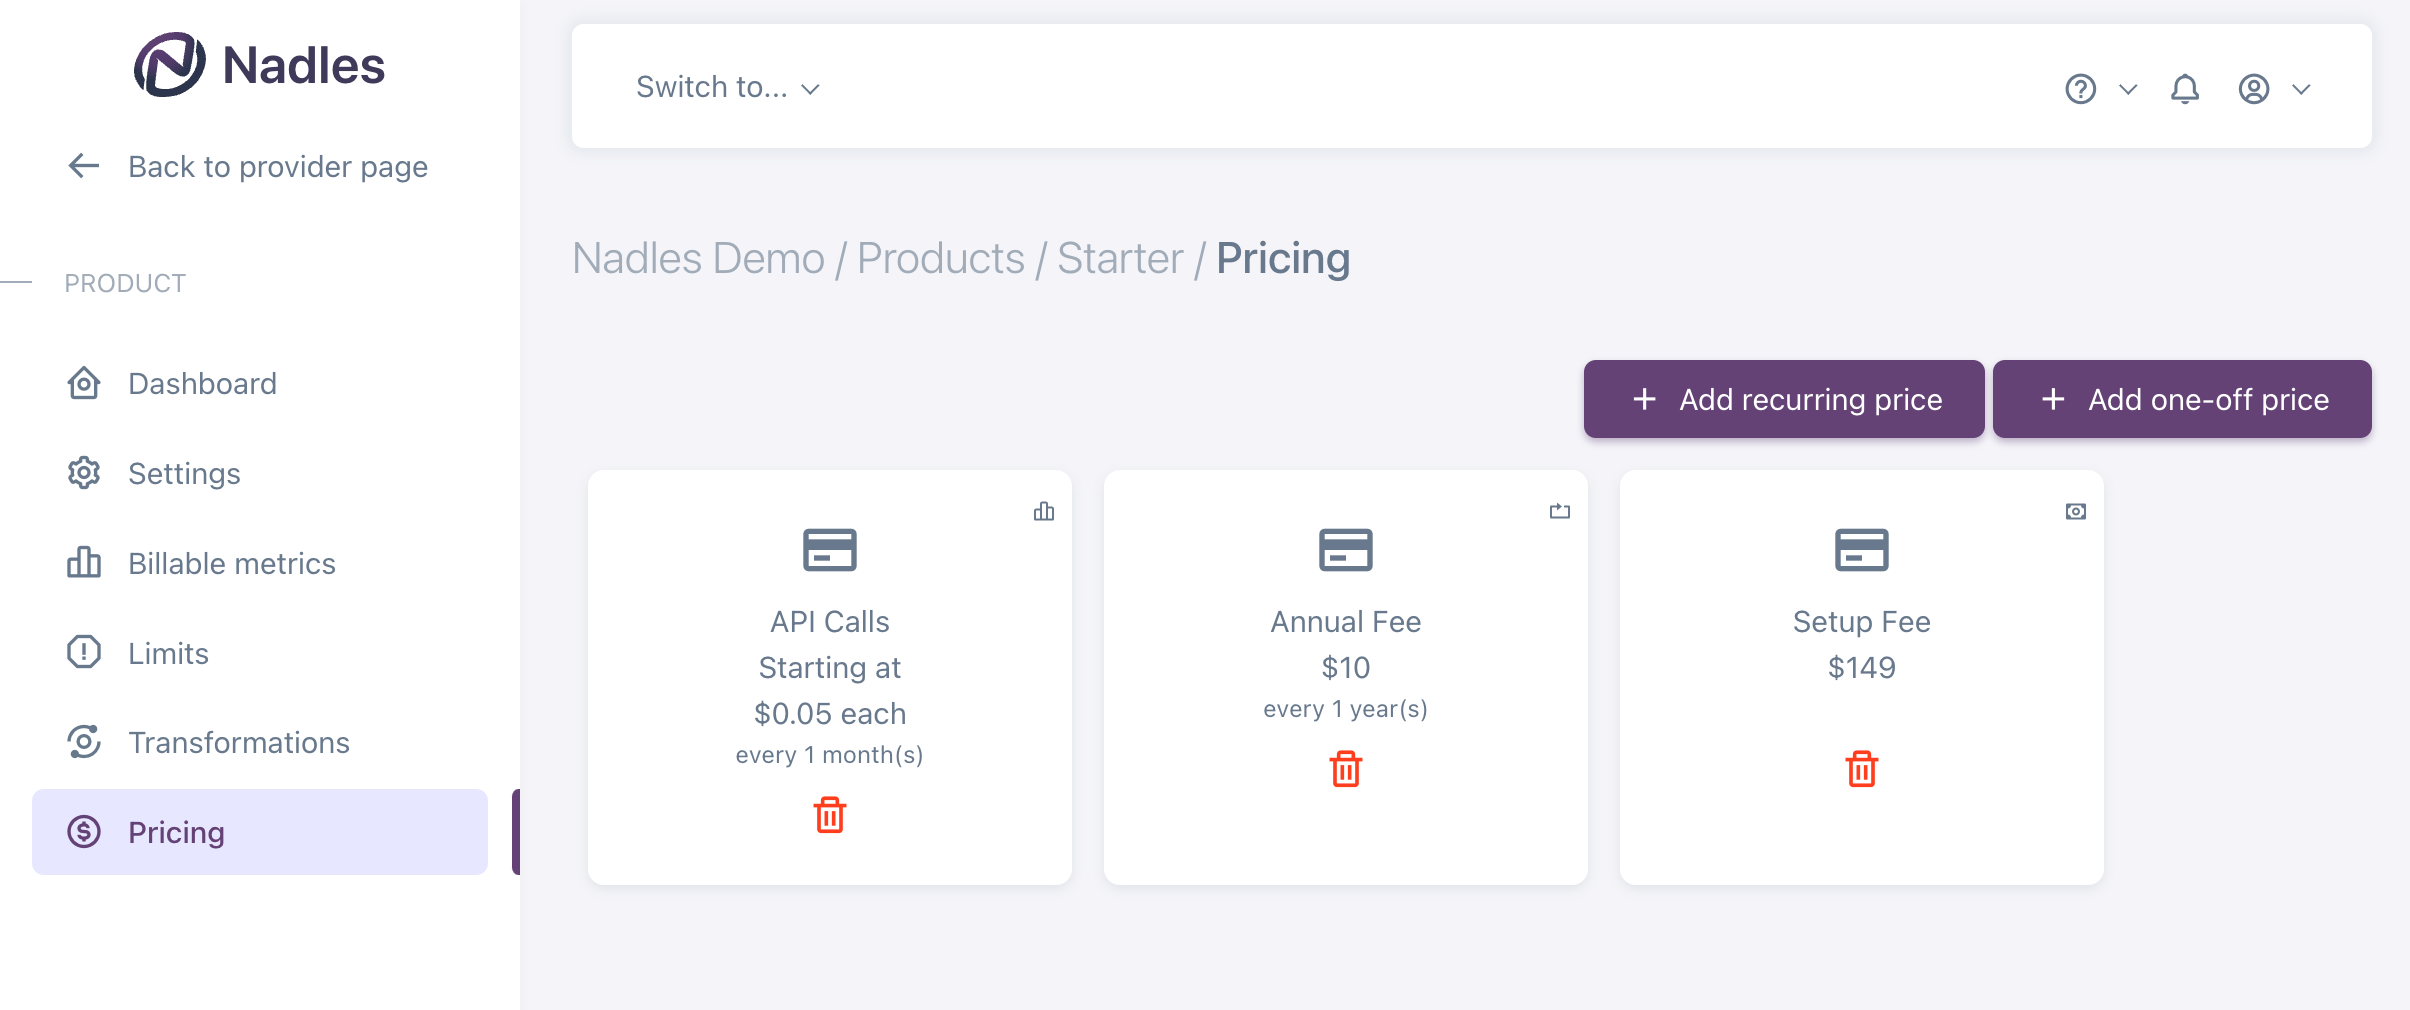 Nadles
Switch to...
Back to provider page
Nadles Demo / Products / Starter / Pricing
PRODUCT
Dashboard
Settings
Billable metrics
Limits
Transformations
Pricing
+ Add recurring price
+ Add one-off price
API Calls
Starting at
$0.05 each
every 1 month(s)
Annual Fee
$10
every 1 year(s)
Setup Fee
$149